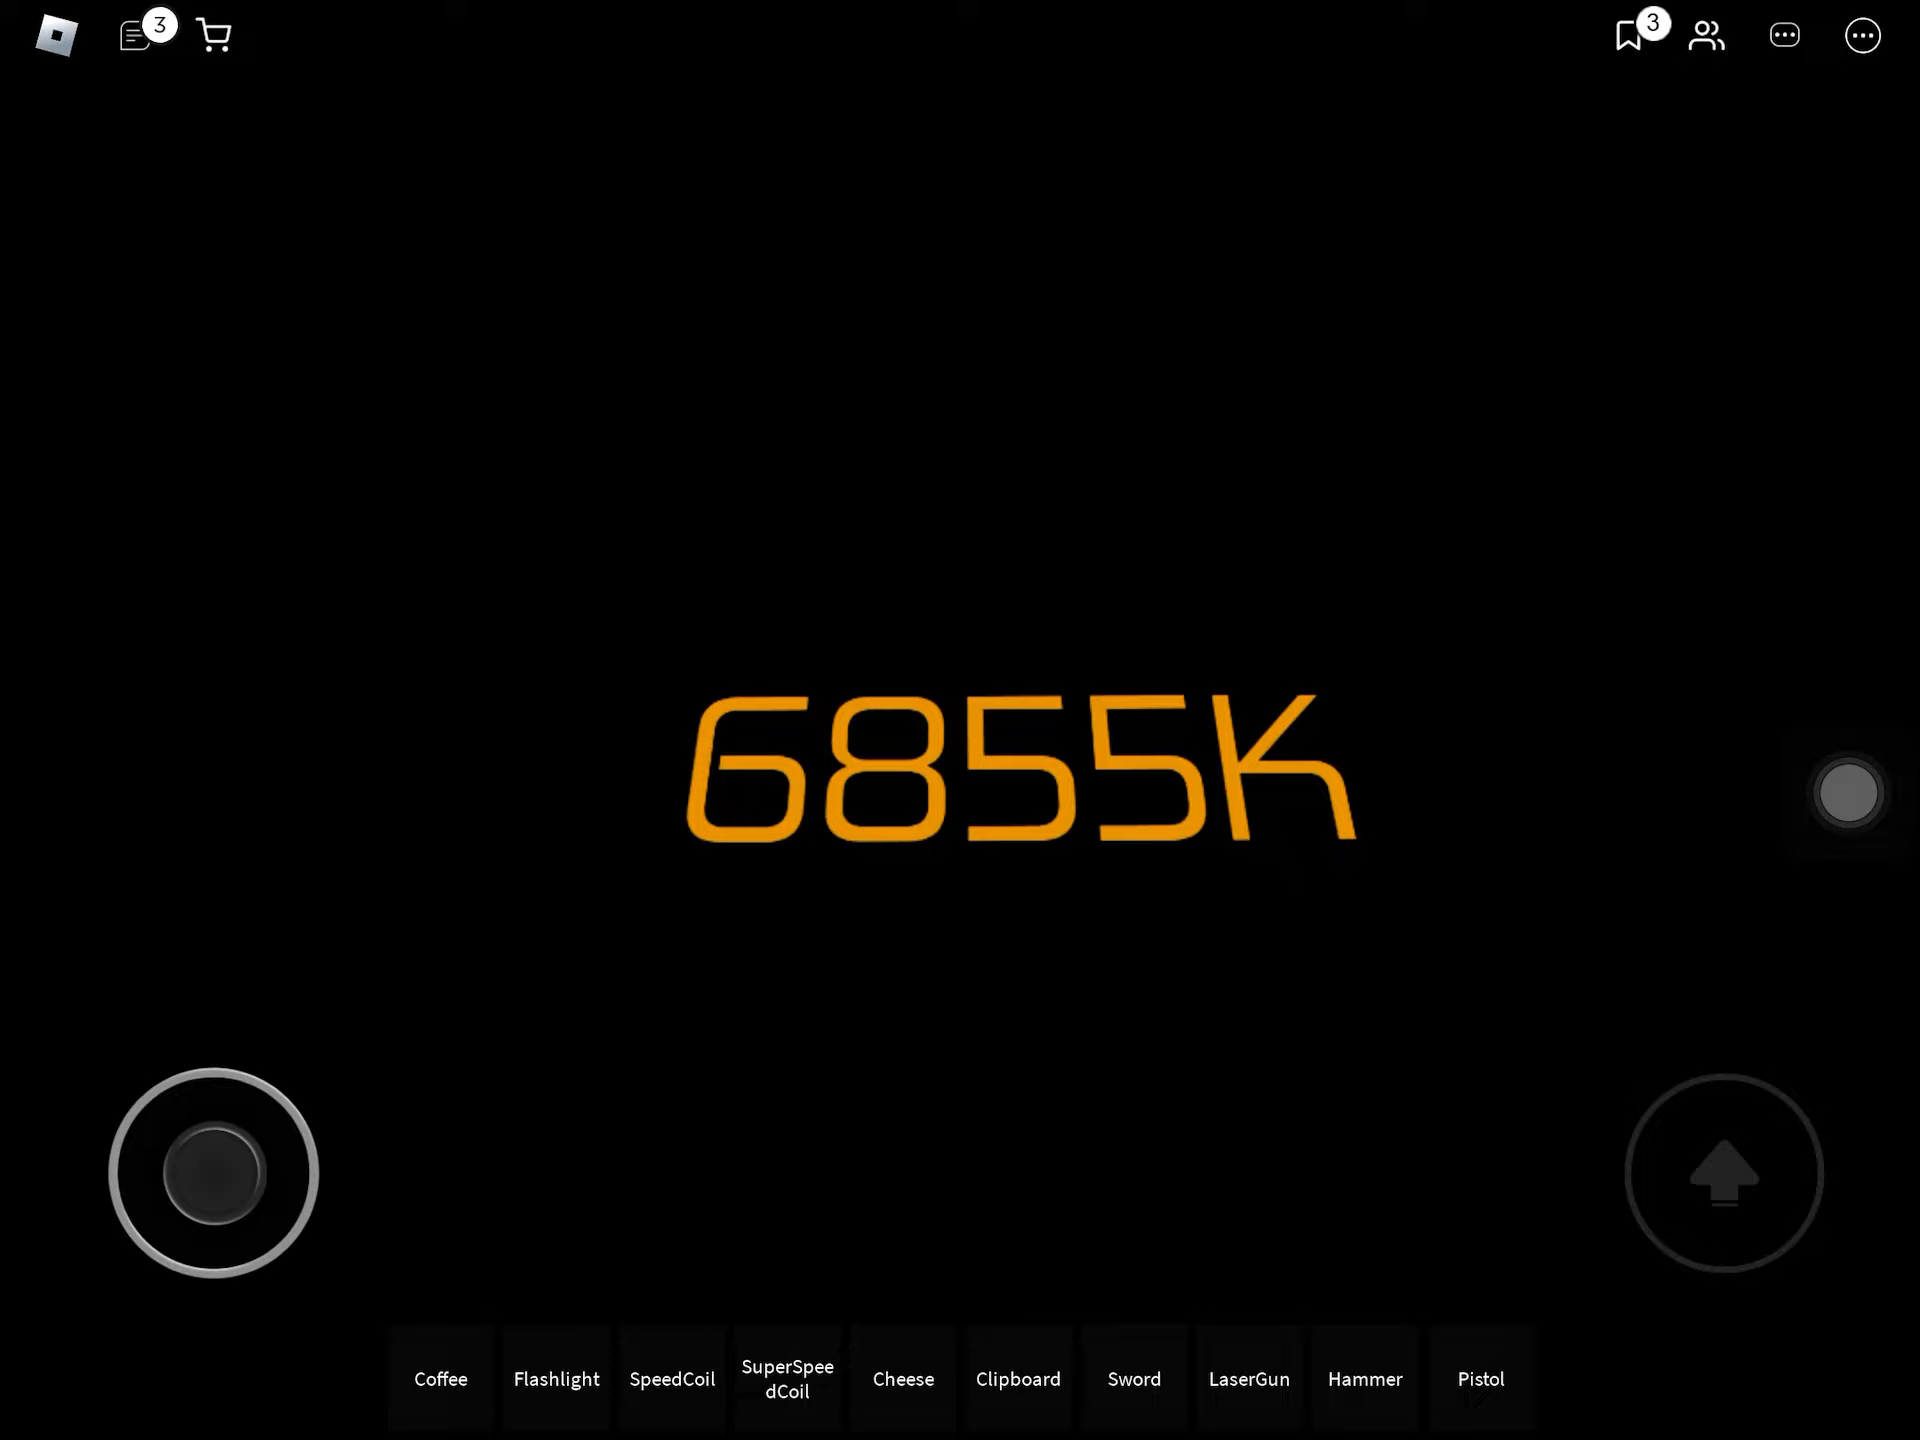 3
3
6855K
Coffee
Flashlight
SpeedCoil
SuperSpee
dCoil
Cheese
Clipboard
Sword
LaserGun
Hammer
Pistol